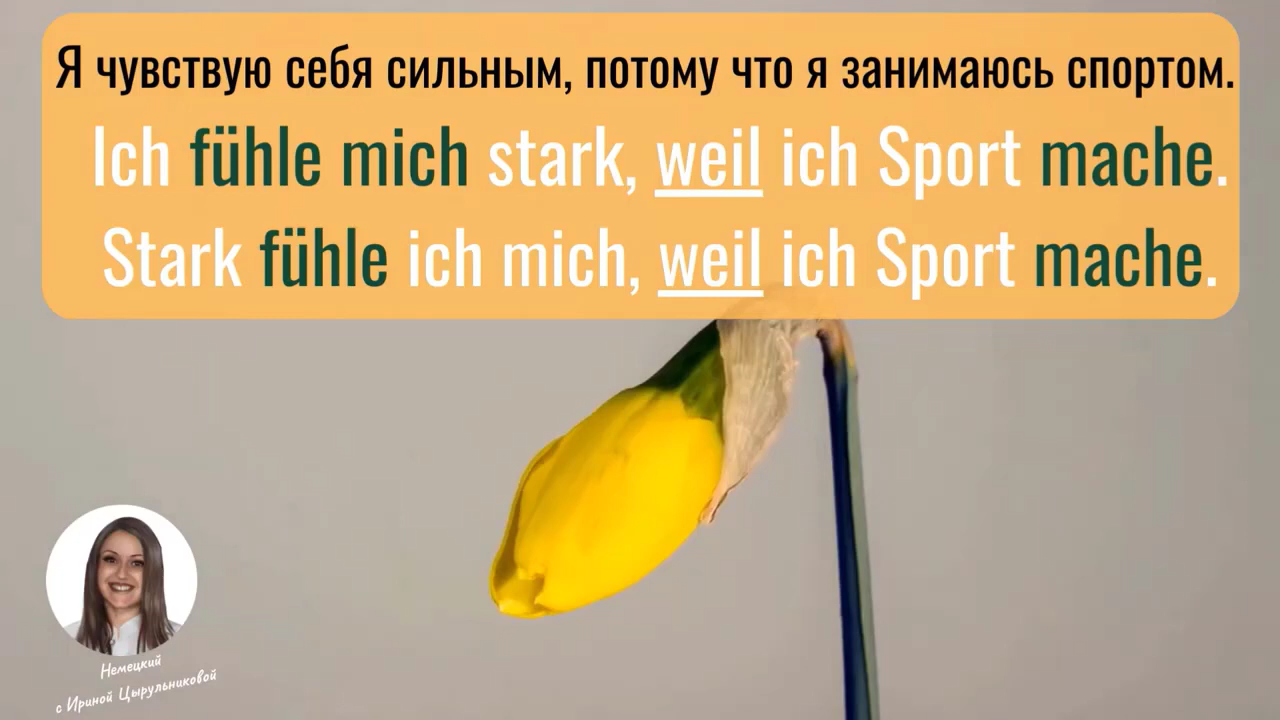 Я чувствую себя сильным, потому что я занимаюсь спортом.
Ich fühle mich stark, weil ich Sport mache.
Stark fühle ich mich, weil ich Sport mache.
Немецкий
с Ириной Цырульниковой